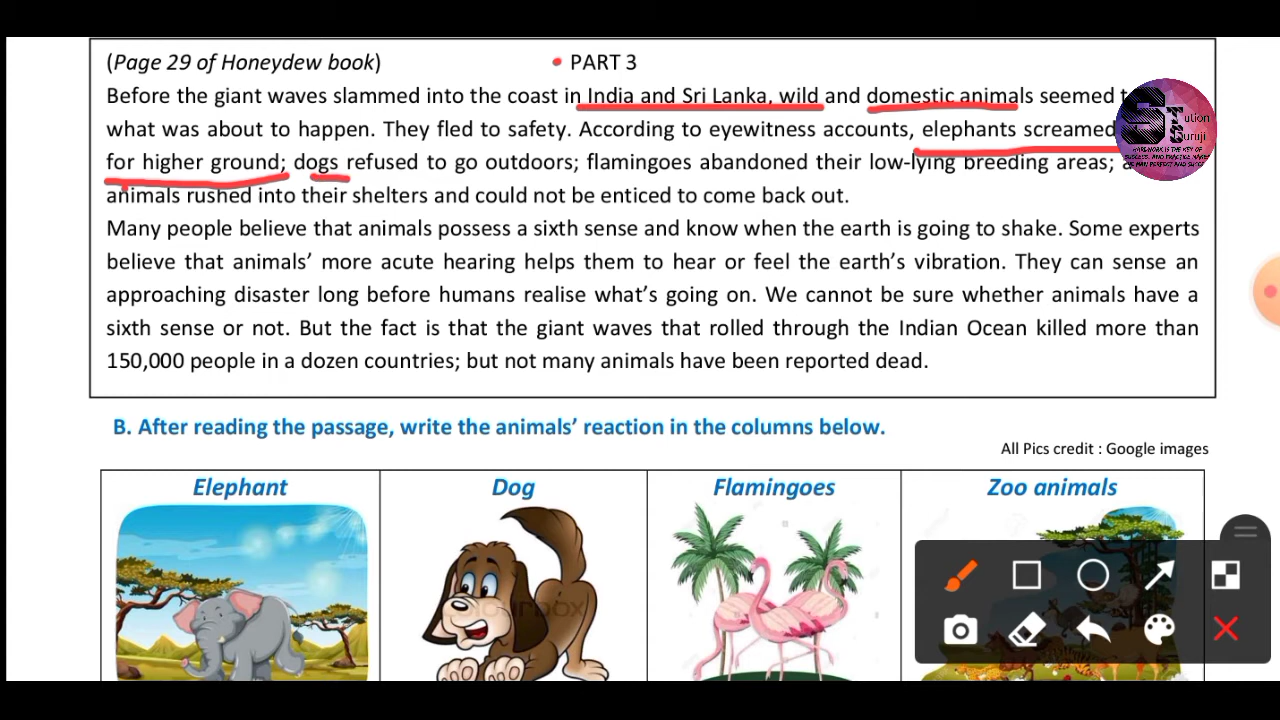 (Page 29 of Honeydew book) • PART 3
Before the giant waves slammed into the coast in India and Sri Lanka, wild and domestic animals seemed
what was about to happen. They fled to safety. According to eyewitness accounts, elephants screamed
for higher ground; dogs refused to go outdoors; flamingoes abandoned their low-lying breeding areas;
animals rushed into their shelters and could not be enticed to come back out.
Many people believe that animals possess a sixth sense and know when the earth is going to shake. Some experts
believe that animals’ more acute hearing helps them to hear or feel the earth’s vibration. They can sense an
approaching disaster long before humans realise what’s going on. We cannot be sure whether animals have a
sixth sense or not. But the fact is that the giant waves that rolled through the Indian Ocean killed more than
150,000 people in a dozen countries; but not many animals have been reported dead.
STution Guruji
B. After reading the passage, write the animals’ reaction in the columns below.
All Pics credit : Google images
Elephant Dog Flamingoes Zoo animals